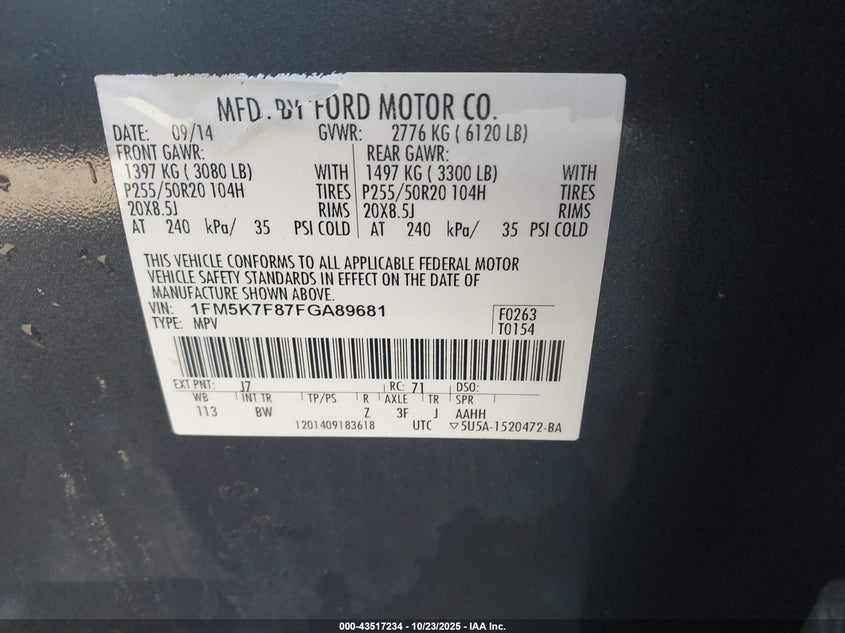 MFD. BY FORD MOTOR CO.
DATE: 09/14 GVWR: 2776 KG ( 6120 LB)
FRONT GAWR: REAR GAWR:
1397 KG ( 3080 LB) WITH 1497 KG ( 3300 LB) WITH
P255/50R20 104H TIRES P255/50R20 104H TIRES
20X8.5J RIMS 20X8.5J RIMS
AT 240 kPa/ 35 PSI COLD AT 240 kPa/ 35 PSI COLD
THIS VEHICLE CONFORMS TO ALL APPLICABLE FEDERAL MOTOR
VEHICLE SAFETY STANDARDS IN EFFECT ON THE DATE OF
MANUFACTURE SHOWN ABOVE.
VIN: 1FM5K7F87FGA89681 F0263
TYPE: MPV T0154
EXT PNT: J7 RC: 71 DSO:
WB INT TR TP/PS R AXLE TR SPR
113 BW Z 3F J AAHH
1201409183618 UTC ▽5U5A-1520472-BA
000-43517234 - 10/23/2025 - IAA Inc.